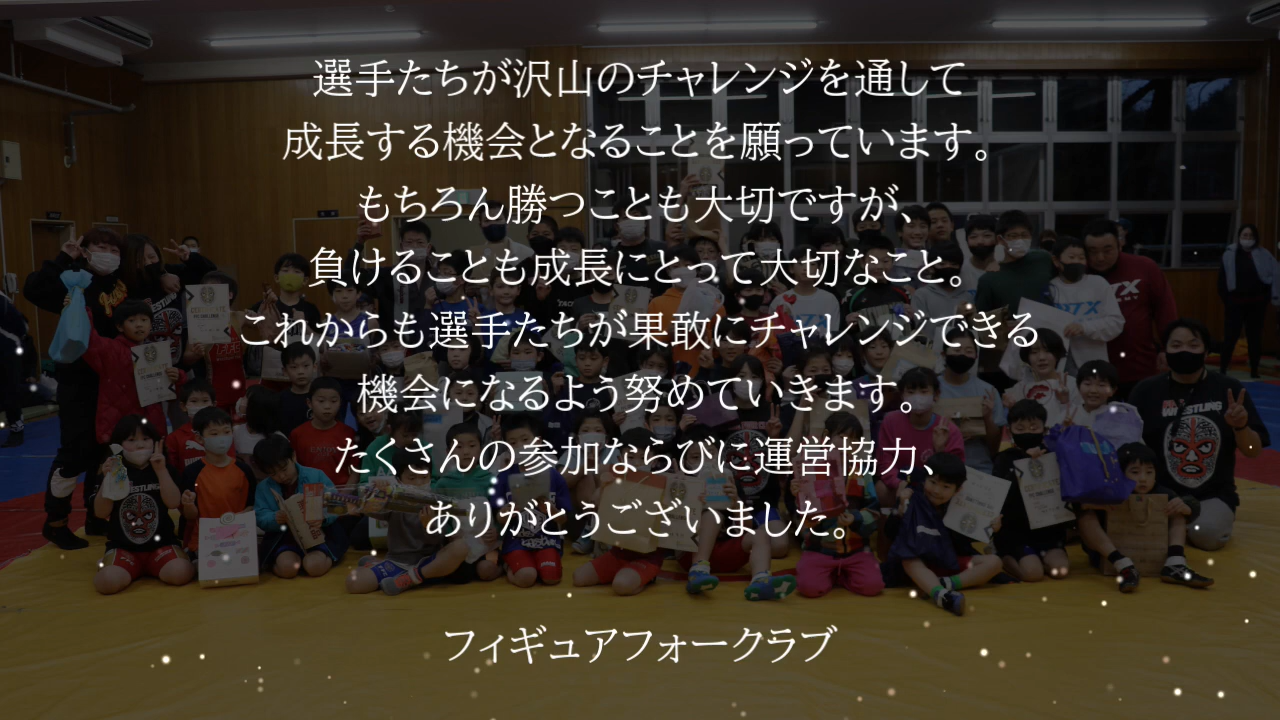 選手たちが沢山のチャレンジを通して
成長する機会となることを願っています。
もちろん勝つことも大切ですが、
負けることも成長にとって大切なこと。
これからも選手たちが果敢にチャレンジできる
機会になるよう努めていきます。
たくさんの参加ならびに運営協力、
ありがとうございました。
フィギュアフォークラブ